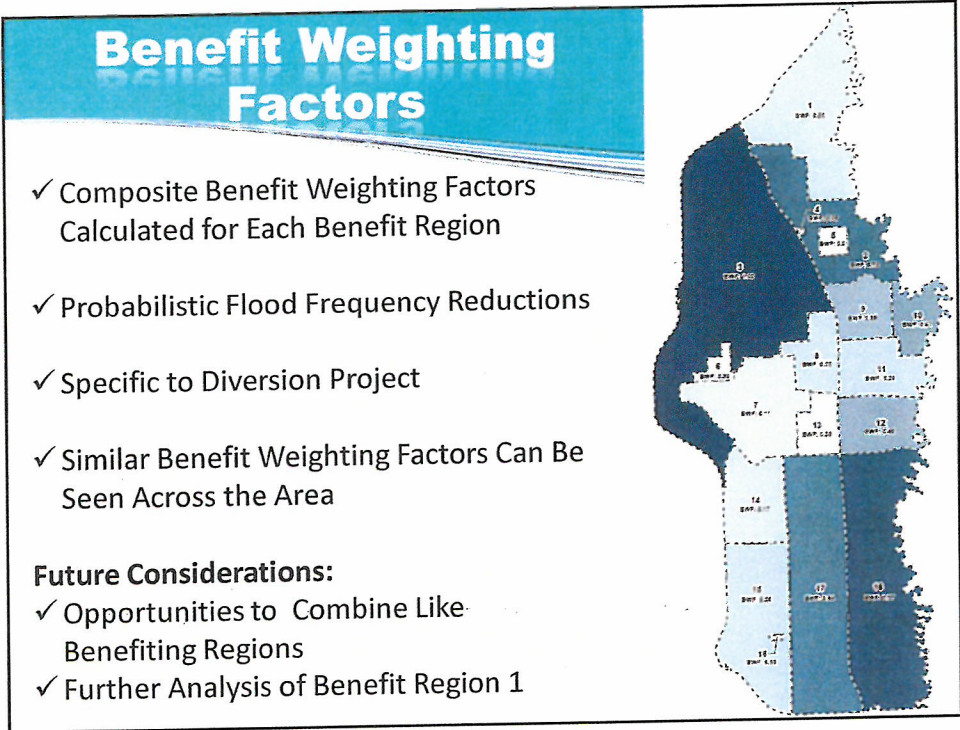 Benefit Weighting
Factors
✓ Composite Benefit Weighting Factors
Calculated for Each Benefit Region
✓ Probabilistic Flood Frequency Reductions
✓ Specific to Diversion Project
✓ Similar Benefit Weighting Factors Can Be
Seen Across the Area
Future Considerations:
✓ Opportunities to Combine Like
Benefiting Regions
✓ Further Analysis of Benefit Region 1
1
BWF:
4
5
2
3
9
10
6
8
11
7
13
12
14
15
17
18
16